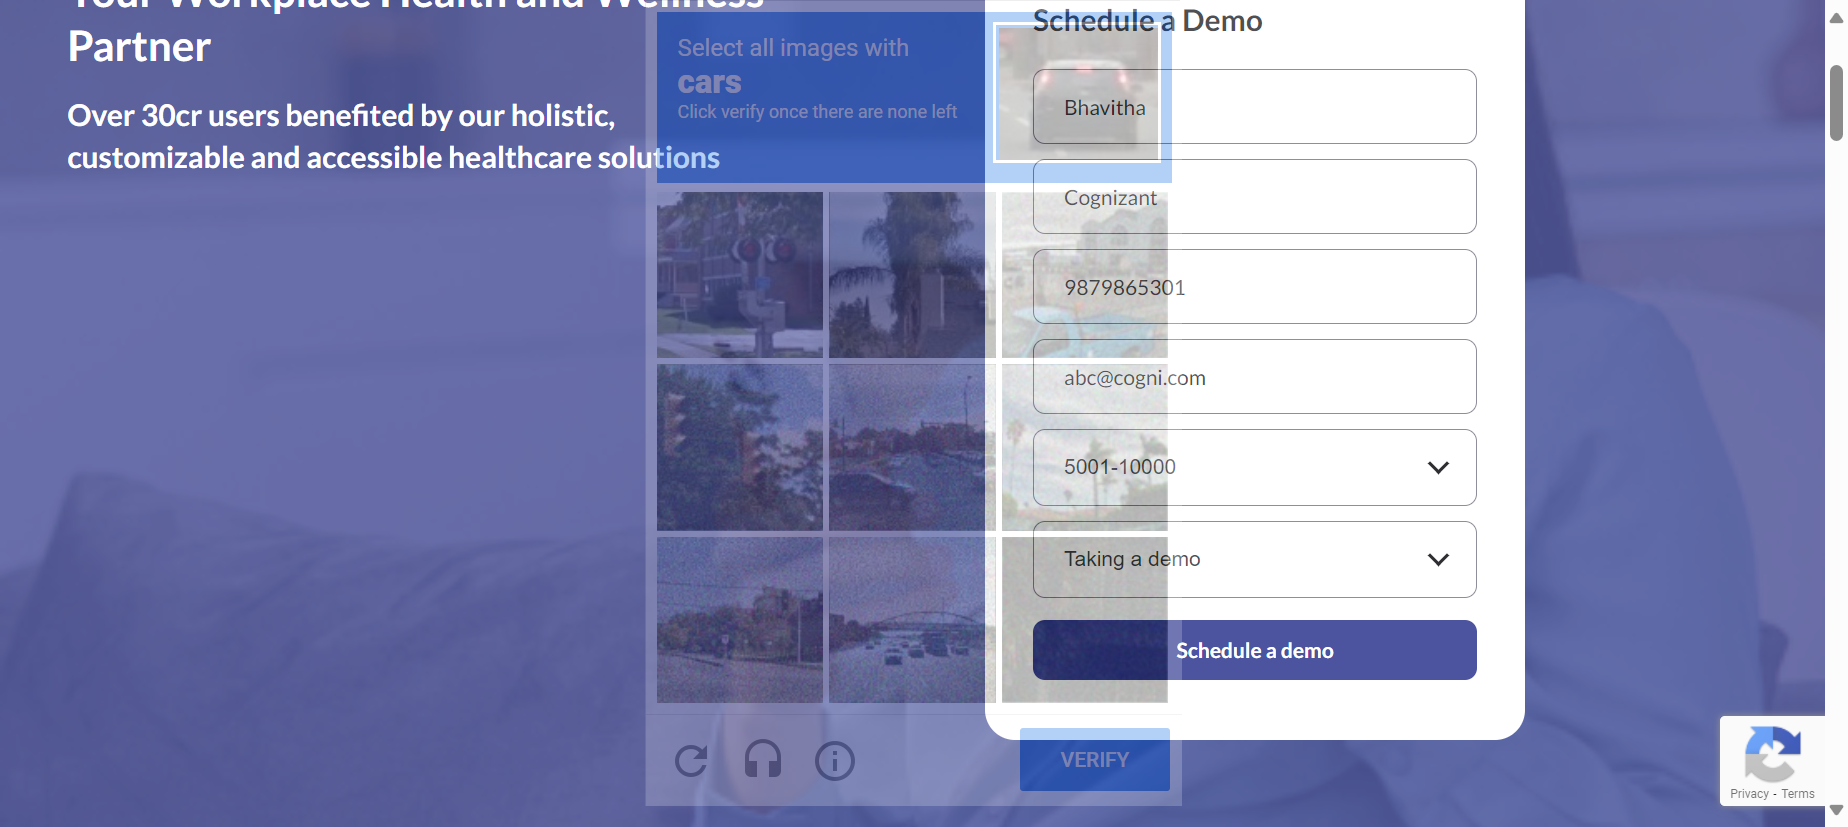 Your Workplace Health and Wellness
Partner
Over 30cr users benefited by our holistic,
customizable and accessible healthcare solutions
Select all images with
cars
Click verify once there are none left
VERIFY
Schedule a Demo
Bhavitha
Cognizant
9879865301
abc@cogni.com
5001-10000
Taking a demo
Schedule a demo
Privacy - Terms